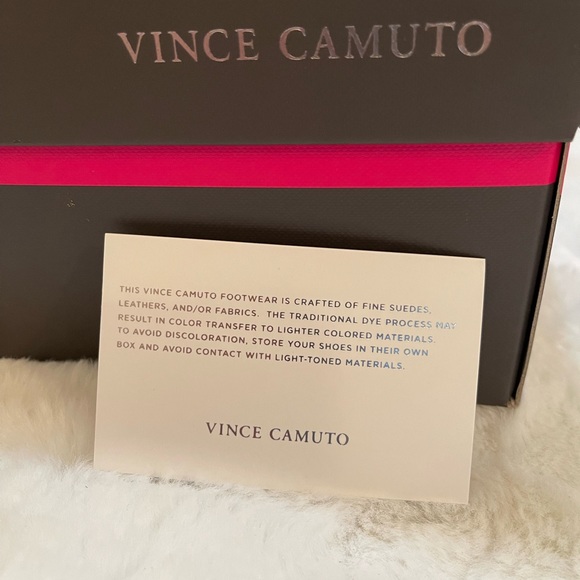 VINCE CAMUTO
THIS VINCE CAMUTO FOOTWEAR IS CRAFTED OF FINE SUEDES,
LEATHERS, AND/OR FABRICS. THE TRADITIONAL DYE PROCESS MAY
RESULT IN COLOR TRANSFER TO LIGHTER COLORED MATERIALS.
TO AVOID DISCOLORATION, STORE YOUR SHOES IN THEIR OWN
BOX AND AVOID CONTACT WITH LIGHT-TONED MATERIALS.
VINCE CAMUTO